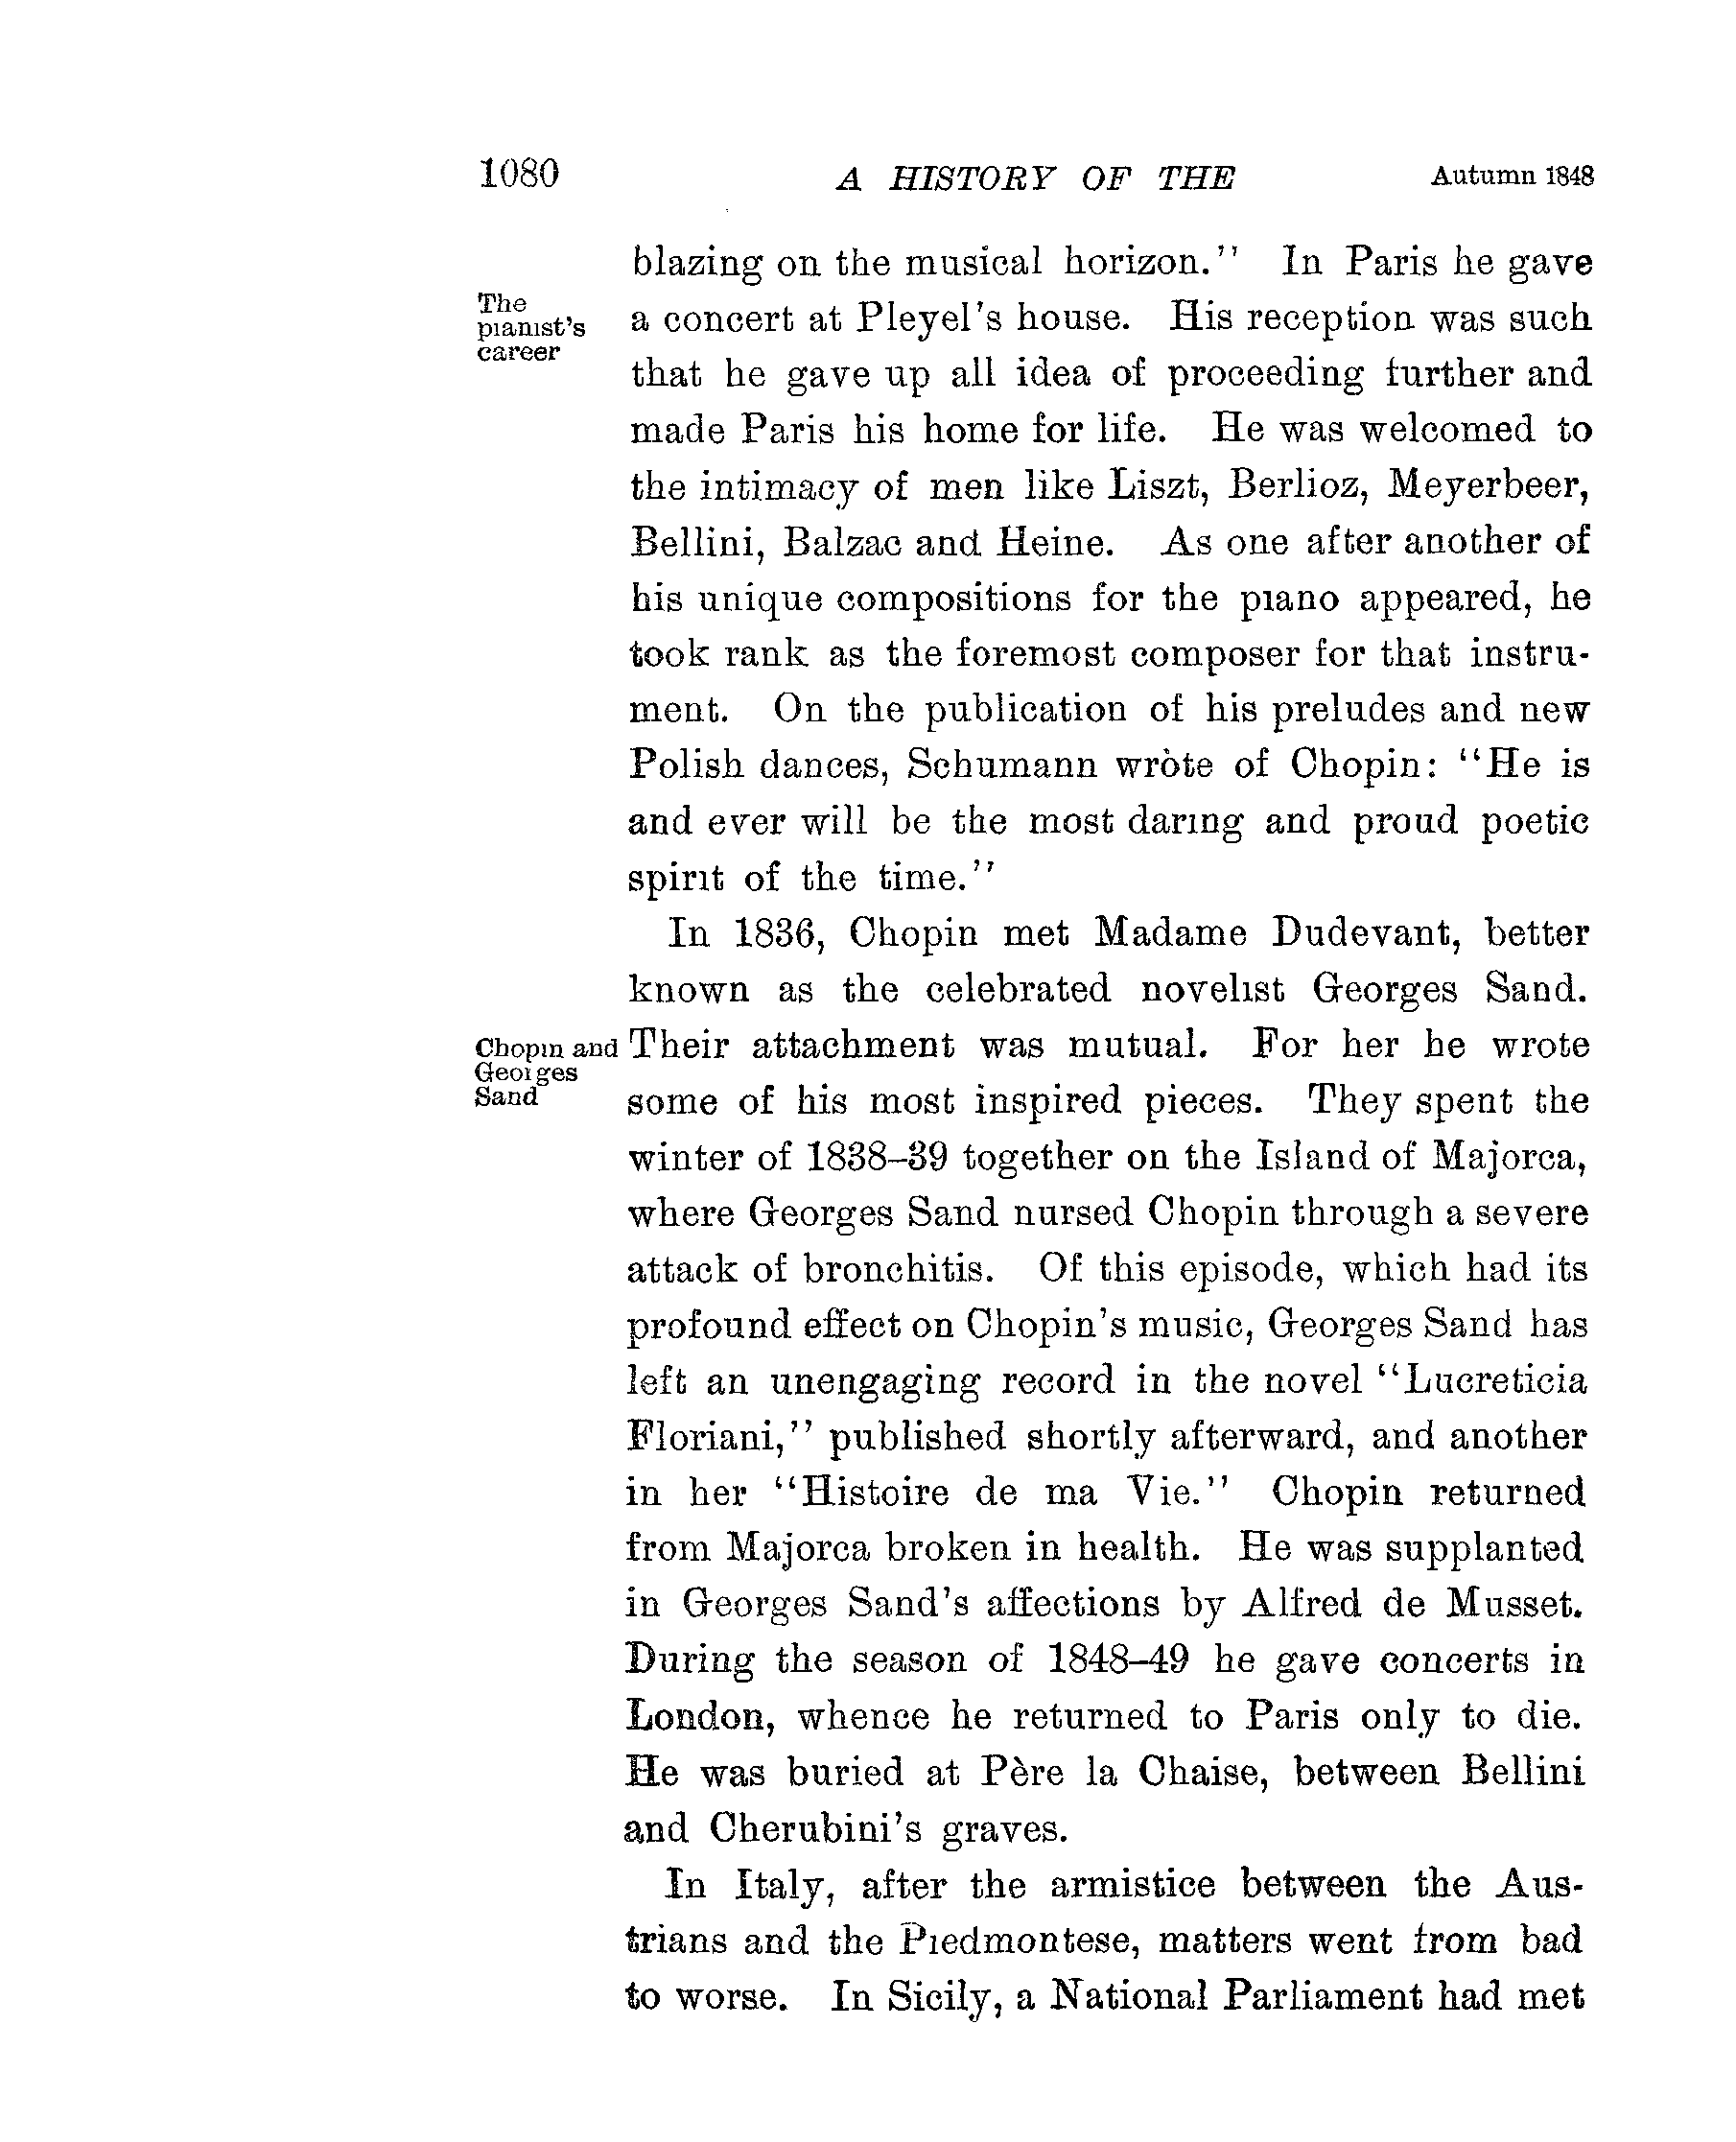 1080 A HISTORY OF THE Autumn 1848
blazing on the musical horizon." In Paris he gave
The
pianist's
career
a concert at Pleyel's house. His reception was such
that he gave up all idea of proceeding further and
made Paris his home for life. He was welcomed to
the intimacy of men like Liszt, Berlioz, Meyerbeer,
Bellini, Balzac and Heine. As one after another of
his unique compositions for the piano appeared, he
took rank as the foremost composer for that instru-
ment. On the publication of his preludes and new
Polish dances, Schumann wrote of Chopin: "He is
and ever will be the most daring and proud poetic
spirit of the time."
In 1836, Chopin met Madame Dudevant, better
known as the celebrated novelist Georges Sand.
Chopin and
Georges
Sand
Their attachment was mutual. For her he wrote
some of his most inspired pieces. They spent the
winter of 1838–39 together on the Island of Majorca,
where Georges Sand nursed Chopin through a severe
attack of bronchitis. Of this episode, which had its
profound effect on Chopin's music, Georges Sand has
left an unengaging record in the novel "Lucreticia
Floriani," published shortly afterward, and another
in her "Histoire de ma Vie." Chopin returned
from Majorca broken in health. He was supplanted
in Georges Sand's affections by Alfred de Musset.
During the season of 1848–49 he gave concerts in
London, whence he returned to Paris only to die.
He was buried at Père la Chaise, between Bellini
and Cherubini's graves.
In Italy, after the armistice between the Aus-
trians and the Piedmontese, matters went from bad
to worse. In Sicily, a National Parliament had met